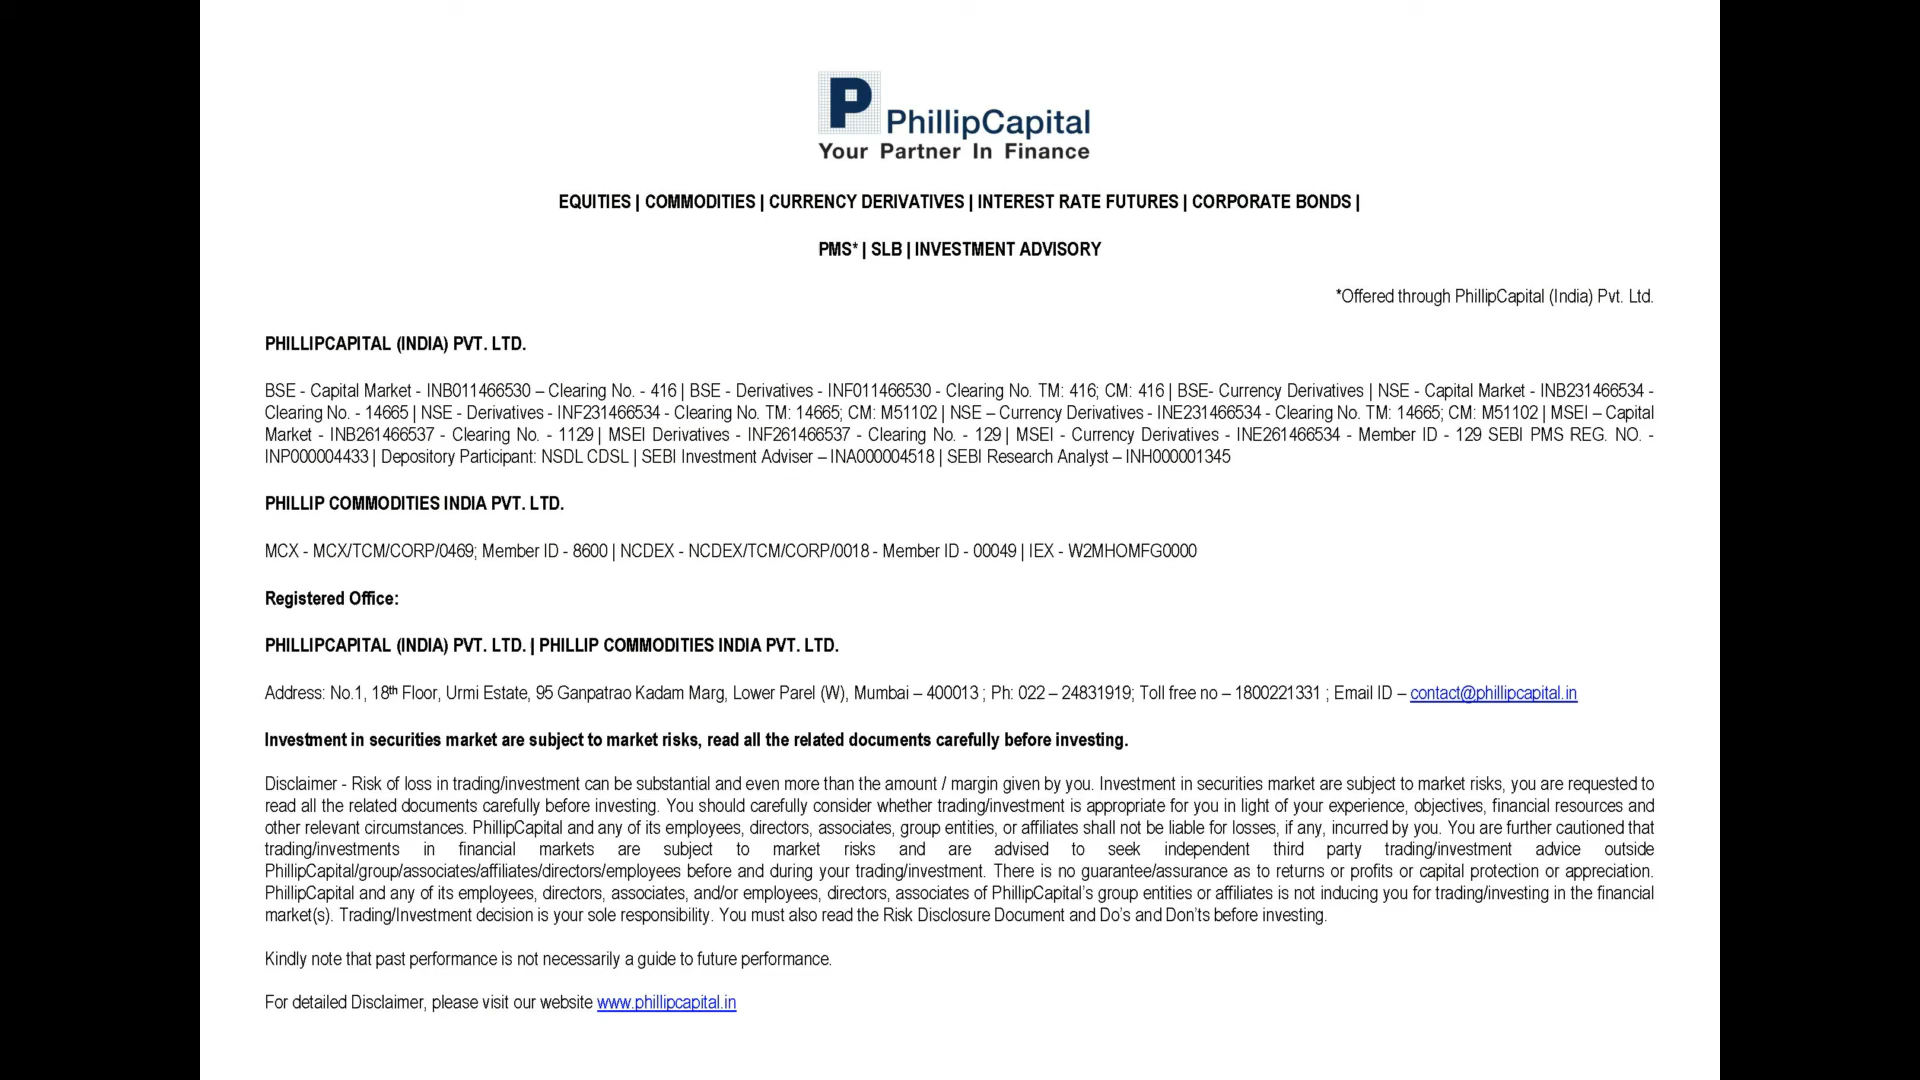 P PhillipCapital
Your Partner In Finance
EQUITIES | COMMODITIES | CURRENCY DERIVATIVES | INTEREST RATE FUTURES | CORPORATE BONDS |
PMS* | SLB | INVESTMENT ADVISORY
*Offered through PhillipCapital (India) Pvt. Ltd.
PHILLIPCAPITAL (INDIA) PVT. LTD.
BSE - Capital Market - INB011466530 – Clearing No. - 416 | BSE - Derivatives - INF011466530 - Clearing No. TM: 416; CM: 416 | BSE- Currency Derivatives | NSE - Capital Market - INB231466534 -
Clearing No. - 14665 | NSE - Derivatives - INF231466534 - Clearing No. TM: 14665; CM: M51102 | NSE – Currency Derivatives - INE231466534 - Clearing No. TM: 14665; CM: M51102 | MSEI – Capital
Market - INB261466537 - Clearing No. - 1129 | MSEI Derivatives - INF261466537 - Clearing No. - 129 | MSEI - Currency Derivatives - INE261466534 - Member ID - 129 SEBI PMS REG. NO. -
INP000004433 | Depository Participant: NSDL CDSL | SEBI Investment Adviser – INA000004518 | SEBI Research Analyst – INH000001345
PHILLIP COMMODITIES INDIA PVT. LTD.
MCX - MCX/TCM/CORP/0469; Member ID - 8600 | NCDEX - NCDEX/TCM/CORP/0018 - Member ID - 00049 | IEX - W2MHOMFG0000
Registered Office:
PHILLIPCAPITAL (INDIA) PVT. LTD. | PHILLIP COMMODITIES INDIA PVT. LTD.
Address: No.1, 18th Floor, Urmi Estate, 95 Ganpatrao Kadam Marg, Lower Parel (W), Mumbai – 400013 ; Ph: 022 – 24831919; Toll free no – 1800221331 ; Email ID – contact@phillipcapital.in
Investment in securities market are subject to market risks, read all the related documents carefully before investing.
Disclaimer - Risk of loss in trading/investment can be substantial and even more than the amount / margin given by you. Investment in securities market are subject to market risks, you are requested to
read all the related documents carefully before investing. You should carefully consider whether trading/investment is appropriate for you in light of your experience, objectives, financial resources and
other relevant circumstances. PhillipCapital and any of its employees, directors, associates, group entities, or affiliates shall not be liable for losses, if any, incurred by you. You are further cautioned that
trading/investments in financial markets are subject to market risks and are advised to seek independent third party trading/investment advice outside
PhillipCapital/group/associates/affiliates/directors/employees before and during your trading/investment. There is no guarantee/assurance as to returns or profits or capital protection or appreciation.
PhillipCapital and any of its employees, directors, associates, and/or employees, directors, associates of PhillipCapital’s group entities or affiliates is not inducing you for trading/investing in the financial
market(s). Trading/Investment decision is your sole responsibility. You must also read the Risk Disclosure Document and Do’s and Don’ts before investing.
Kindly note that past performance is not necessarily a guide to future performance.
For detailed Disclaimer, please visit our website www.phillipcapital.in